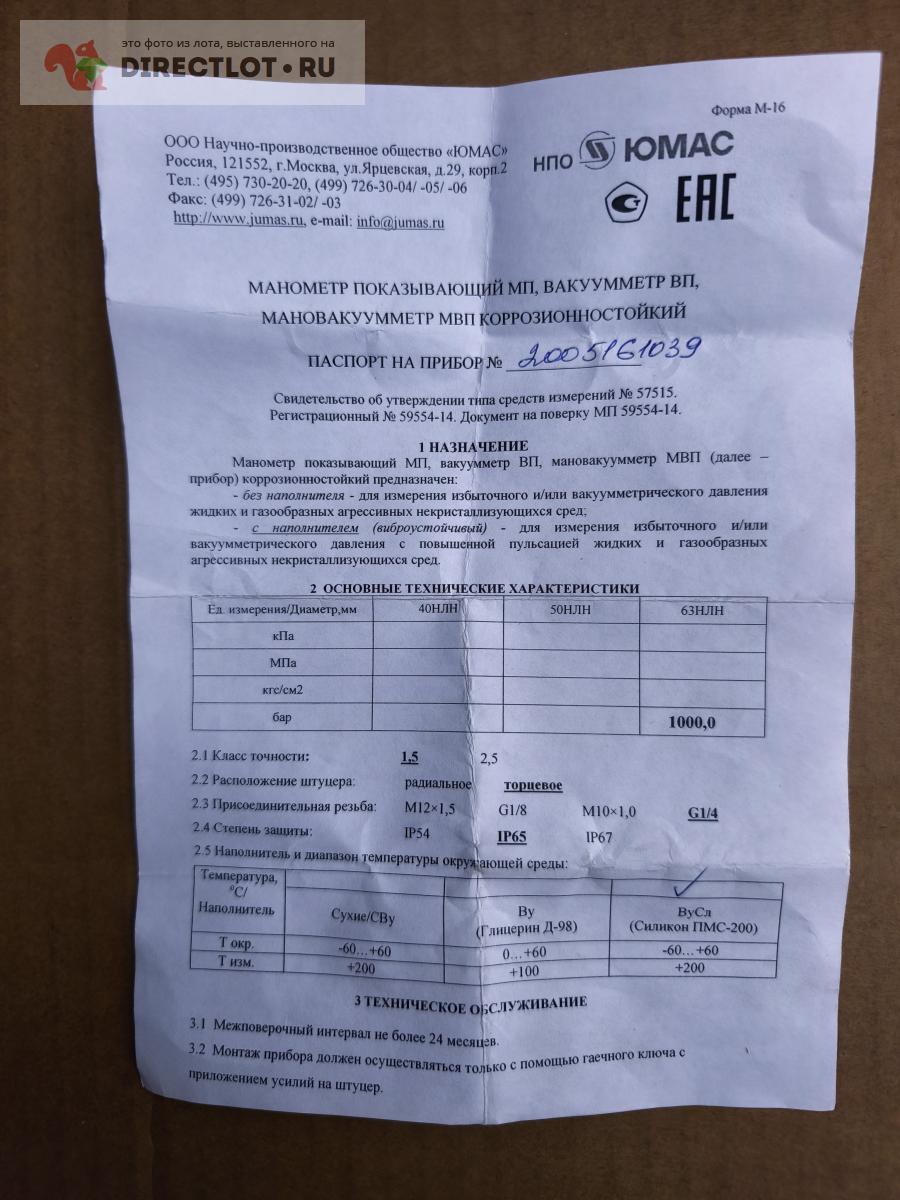 это фото из лота, выставленного на
DIRECTLOT.RU
Форма М-16
ООО Научно-производственное общество «ЮМАС»
Россия, 121552, г.Москва, ул.Ярцевская, д.29, корп.2
Тел.: (495) 730-20-20, (499) 726-30-04/ -05/ -06
Факс: (499) 726-31-02/ -03
http://www.jumas.ru, e-mail: info@jumas.ru
НПО ЮМАС
ЕАС
МАНОМЕТР ПОКАЗЫВАЮЩИЙ МП, ВАКУУММЕТР ВП,
МАНОВАКУУММЕТР МВП КОРРОЗИОННОСТОЙКИЙ
ПАСПОРТ НА ПРИБОР № 2005161039
Свидетельство об утверждении типа средств измерений № 57515.
Регистрационный № 59554-14. Документ на поверку МП 59554-14.
1 НАЗНАЧЕНИЕ
Манометр показывающий МП, вакуумметр ВП, мановакуумметр МВП (далее –
прибор) коррозионностойкий предназначен:
- без наполнителя - для измерения избыточного и/или вакуумметрического давления
жидких и газообразных агрессивных некристаллизующихся сред;
- с наполнителем (виброустойчивый) - для измерения избыточного и/или
вакуумметрического давления с повышенной пульсацией жидких и газообразных
агрессивных некристаллизующихся сред.
2 ОСНОВНЫЕ ТЕХНИЧЕСКИЕ ХАРАКТЕРИСТИКИ
Ед. измерения/Диаметр,мм 40НЛН 50НЛН 63НЛН
кПа
МПа
кгс/см2
бар 1000,0
2.1 Класс точности: 1,5 2,5
2.2 Расположение штуцера: радиальное торцевое
2.3 Присоединительная резьба: М12×1,5 G1/8 М10×1,0 G1/4
2.4 Степень защиты: IP54 IP65 IP67
2.5 Наполнитель и диапазон температуры окружающей среды:
Температура,
°С/
Наполнитель Сухие/СВу Ву (Глицерин Д-98) ВуСл (Силикон ПМС-200)
Т окр. -60…+60 0…+60 -60…+60
Т изм. +200 +100 +200
3 ТЕХНИЧЕСКОЕ ОБСЛУЖИВАНИЕ
3.1 Межповерочный интервал не более 24 месяцев.
3.2 Монтаж прибора должен осуществляться только с помощью гаечного ключа с
приложением усилий на штуцер.